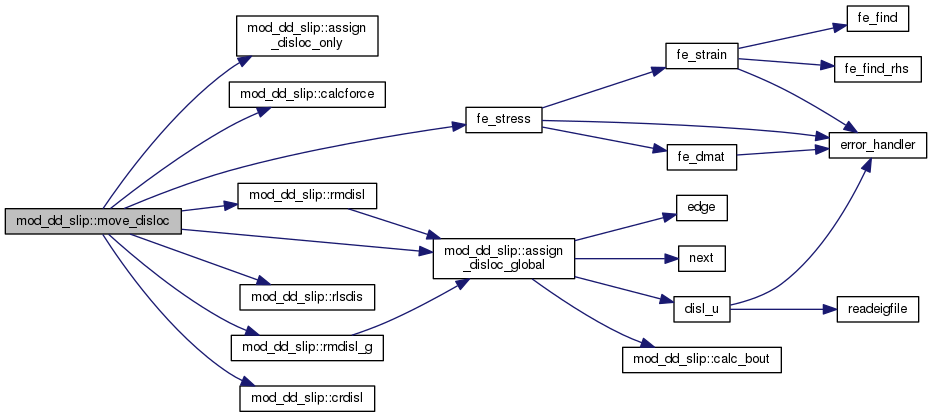 mod_dd_slip::move_disloc
mod_dd_slip::assign
_disloc_only
mod_dd_slip::calcforce
fe_stress
mod_dd_slip::rmdisl
mod_dd_slip::assign
_disloc_global
mod_dd_slip::rlsdis
mod_dd_slip::rmdisl_g
mod_dd_slip::crdisl
fe_strain
fe_dmat
fe_find
fe_find_rhs
error_handler
edge
next
disl_u
mod_dd_slip::calc_bout
readeigfile